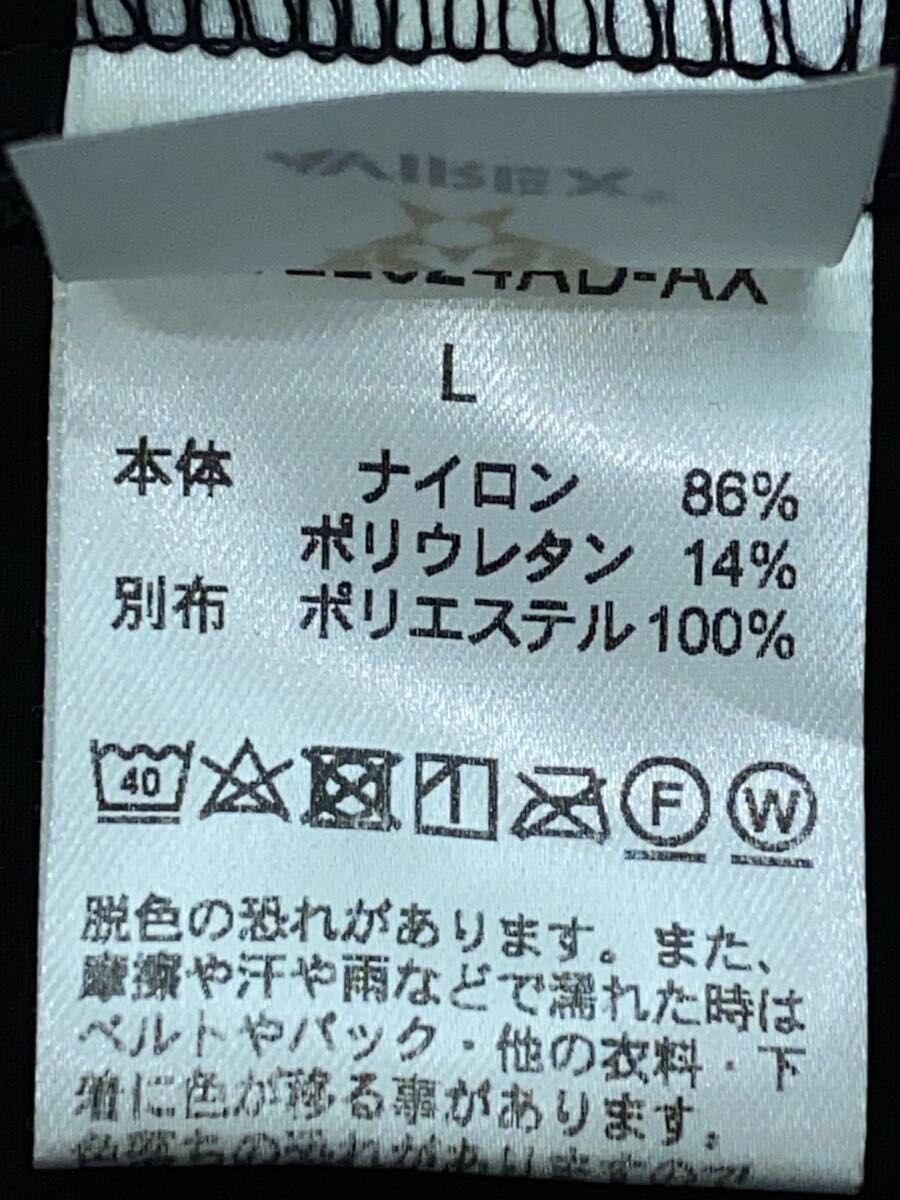 L
本体 ナイロン 86%
ポリウレタン 14%
別布 ポリエステル 100%
40
F
W
脱色の恐れがあります。また、
摩擦や汗や雨などで濡れた時は
ベルトやバック・他の衣料・下
着に色が移る事があります。